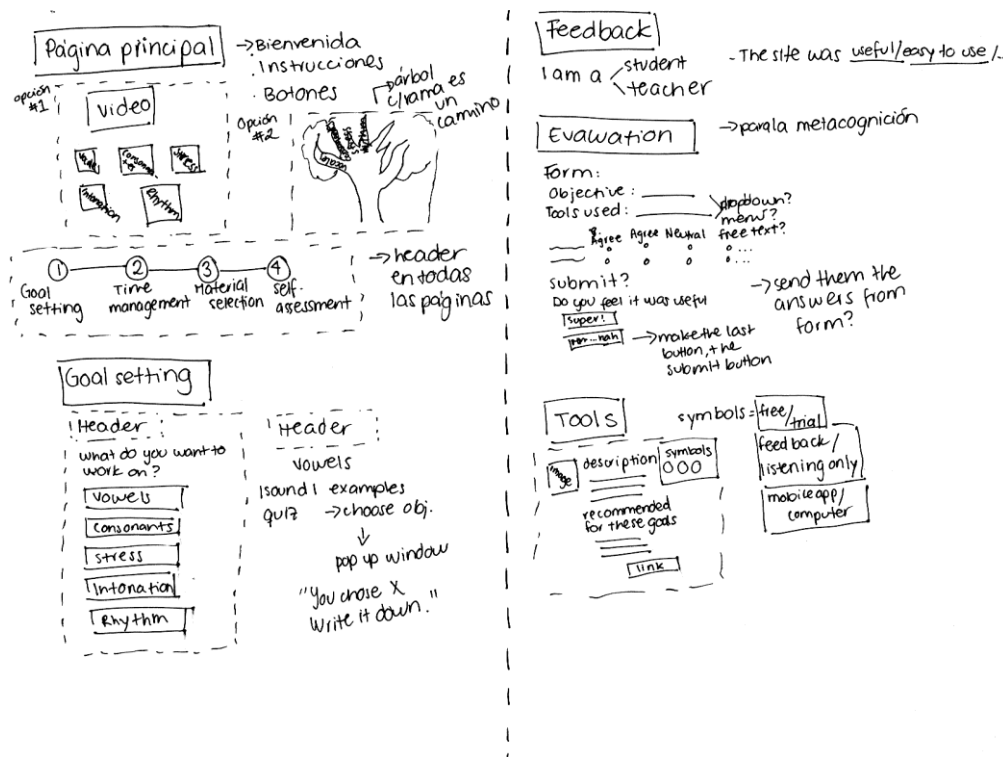 Página principal
→Bienvenida
. Instrucciones
. Botones
opción #1
video
vowels
consonantes
stress
intonation
Rhythm
Opción #2
árbol
c/rama es
un
camino
1 2 3 4
Goal setting
Time management
Material selection
self-assessment
→header
en todas
las páginas
Goal setting
Header
what do you want to
work on?
vowels
consonants
stress
Intonation
Rhythm
Header
vowels
1sound1 examples
quiz →choose obj.
↓
pop up window
"You chose X
Write it down."
Feedback
I am a
student
teacher
- The site was useful/easy to use/..
Evaluation
→para la metacognición
Form:
Objective:
Tools used:
dropdown?
menu?
free text?
Agree Agree Neutral
submit?
Do you feel it was useful
super!
→make the last
button, the
submit button
→send them the
answers from
form?
TOOLS
image
description
symbols
recommended
for these goals
link
symbols=
free/
trial
feedback/
listening only
mobile app/
computer